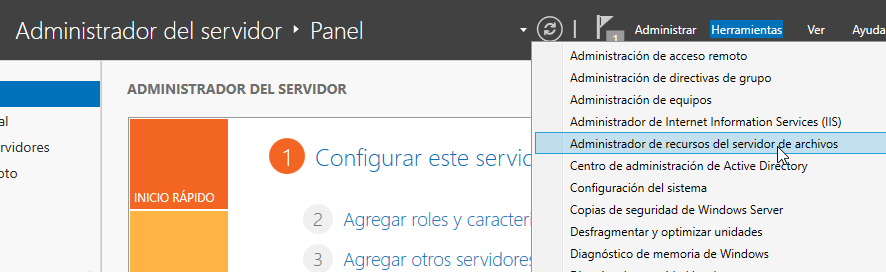 Administrador del servidor ‣ Panel
1
Administrar
Herramientas
Ver
Ayuda
Administración de acceso remoto
Administración de directivas de grupo
Administración de equipos
Administrador de Internet Information Services (IIS)
Administrador de recursos del servidor de archivos
Centro de administración de Active Directory
Configuración del sistema
Copias de seguridad de Windows Server
Desfragmentar y optimizar unidades
Diagnóstico de memoria de Windows
al
rvidores
oto
ADMINISTRADOR DEL SERVIDOR
INICIO RÁPIDO
1 Configurar este servic
2 Agregar roles y caracterí
3 Agregar otros servidores